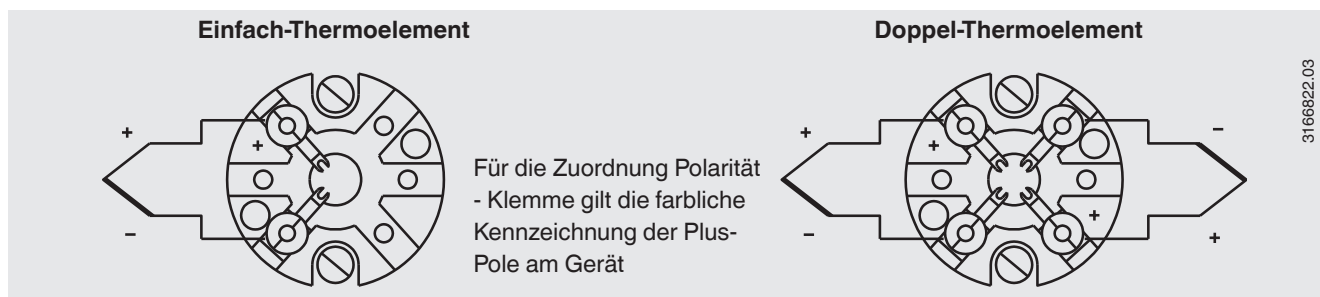 Einfach-Thermoelement
Doppel-Thermoelement
3166822.03
+
+
−
Für die Zuordnung Polarität
- Klemme gilt die farbliche
Kennzeichnung der Plus-
Pole am Gerät
+
+
−
−
+
+